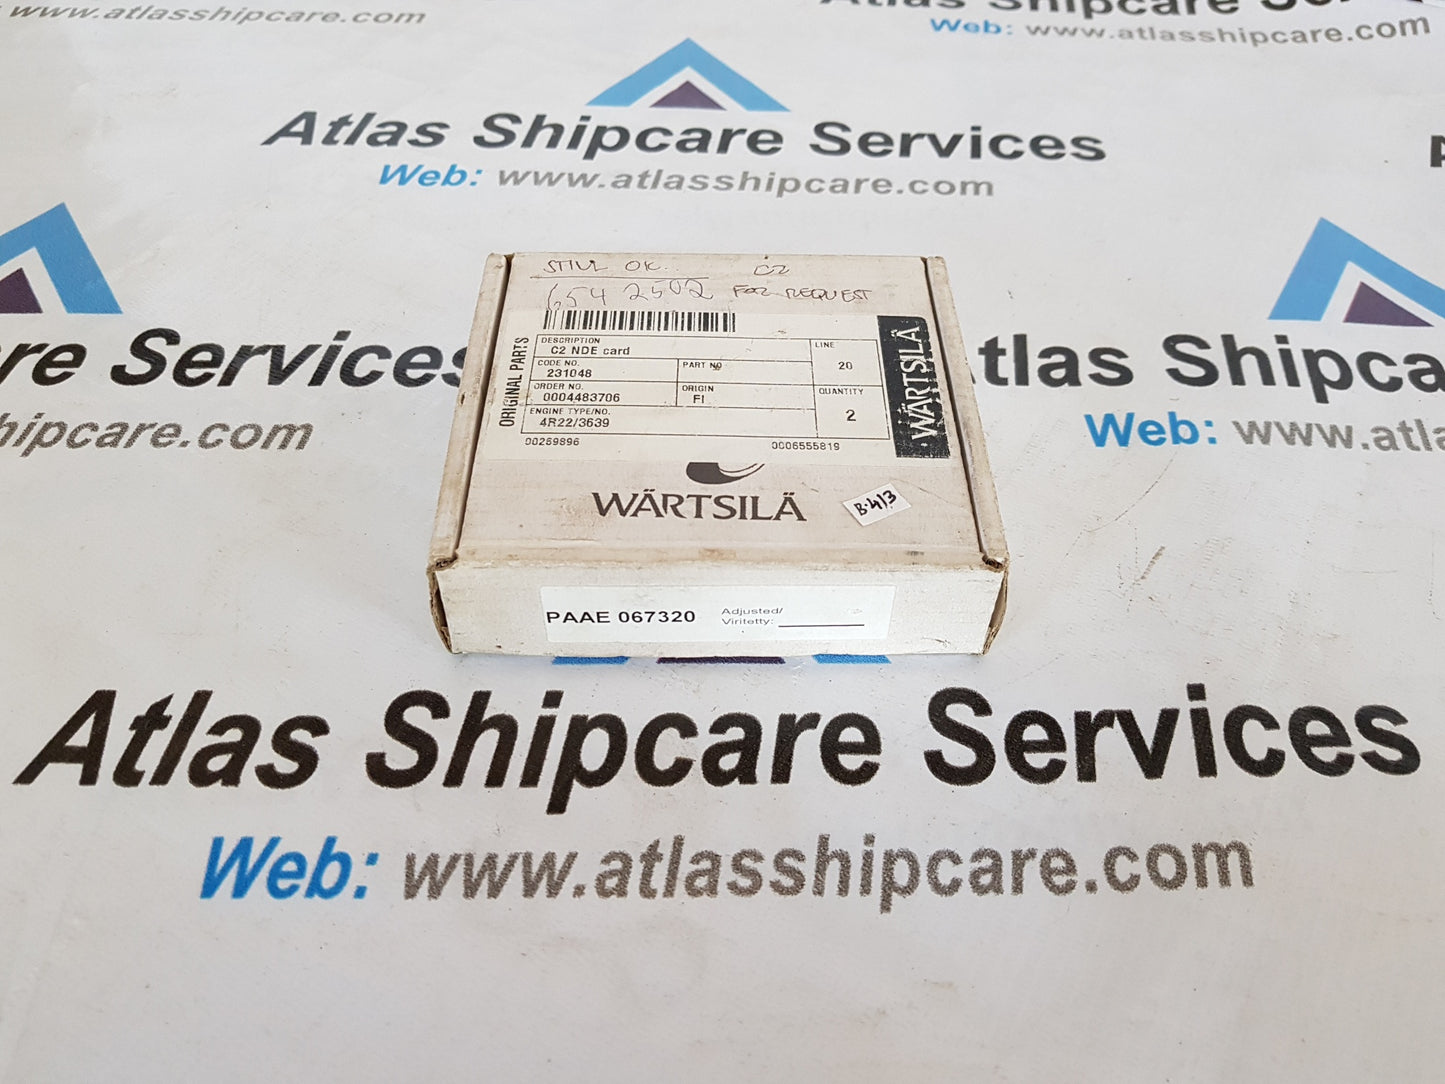 www.atlasshipcare.com
Web: www.atlasshipcare.com
Atlas Shipcare Services
Web: www.atlasshipcare.com
STILL OK.. C2
654 2502 FOR REQUEST
ORIGINAL PARTS
DESCRIPTION
C2 NDE card
LINE
20
CODE NO.
231048
PART NO
ORDER NO.
0004483706
ORIGIN
FI
QUANTITY
2
ENGINE TYPE/NO.
4R22/3639
00259896
0006555819
WÄRTSILÄ
WÄRTSILÄ
B.413
PAAE 067320
Adjusted/
Viritetty:
re Services
hipcare.com
tlas Shipca
Web: www.atla
Atlas Shipcare Services
Web: www.atlasshipcare.com